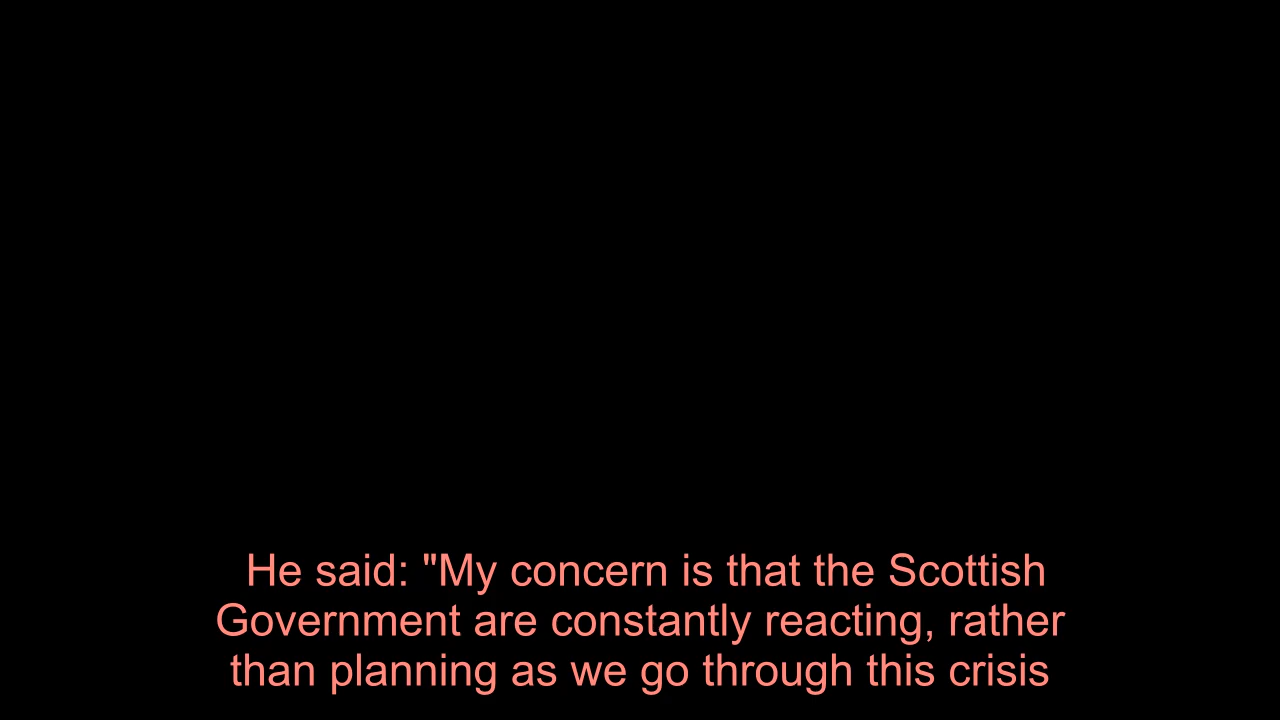 He said: "My concern is that the Scottish
Government are constantly reacting, rather
than planning as we go through this crisis